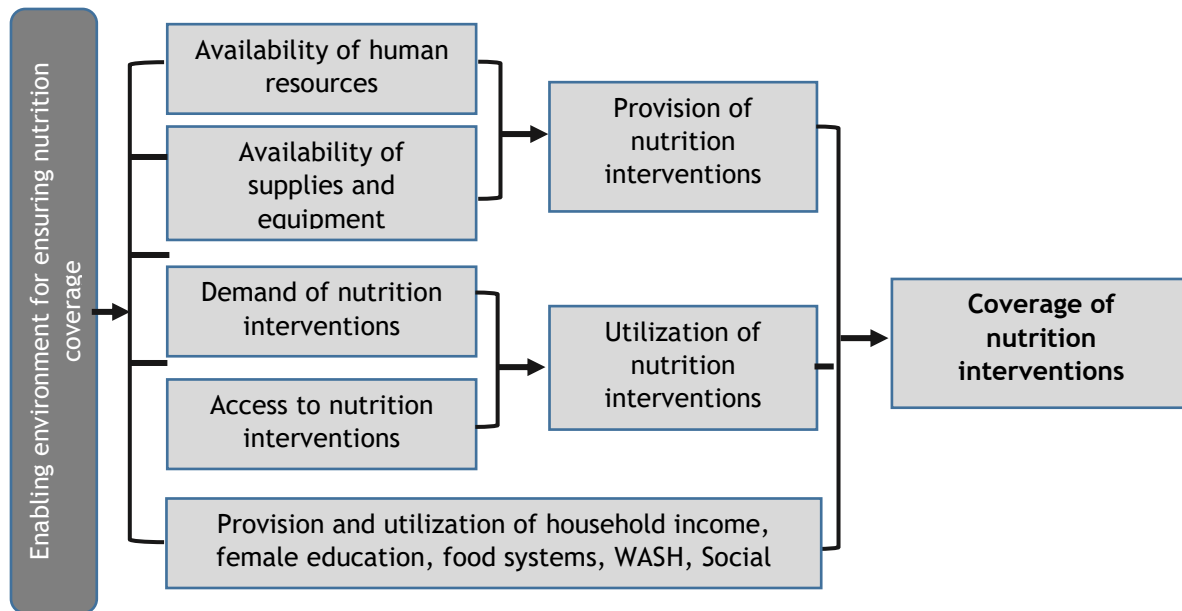 Enabling environment for ensuring nutrition
coverage
Availability of human
resources
Availability of
supplies and
equipment
Demand of nutrition
interventions
Access to nutrition
interventions
Provision and utilization of household income,
female education, food systems, WASH, Social
Provision of
nutrition
interventions
Utilization of
nutrition
interventions
Coverage of
nutrition
interventions